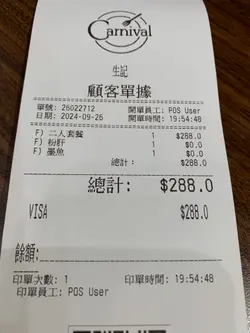 Carnival
生記
顧客單據
單號: 26022712 開單員工: POS User
日期: 2024-09-26 開單時間: 19:54:48
F) 二人套餐 1 $288.0
F) 粉肝 1 $0.0
F) 墨魚 1 $0.0
總計: $288.0
總計: $288.0
VISA $288.0
餘額:
印單次數: 1 印單時間: 19:54:48
印單員工: POS User